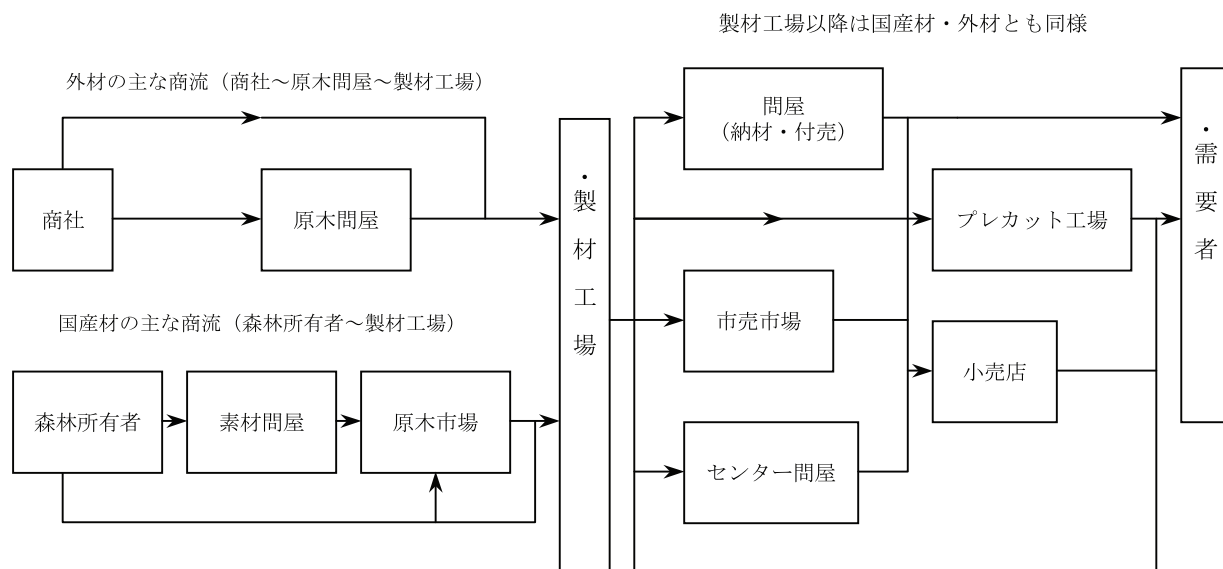 製材工場以降は国産材・外材とも同様
外材の主な商流（商社～原木問屋～製材工場）
問屋
（納材・付売）
商社
原木問屋
・製材工場
プレカット工場
・需要者
国産材の主な商流（森林所有者～製材工場）
市売市場
小売店
森林所有者
素材問屋
原木市場
センター問屋